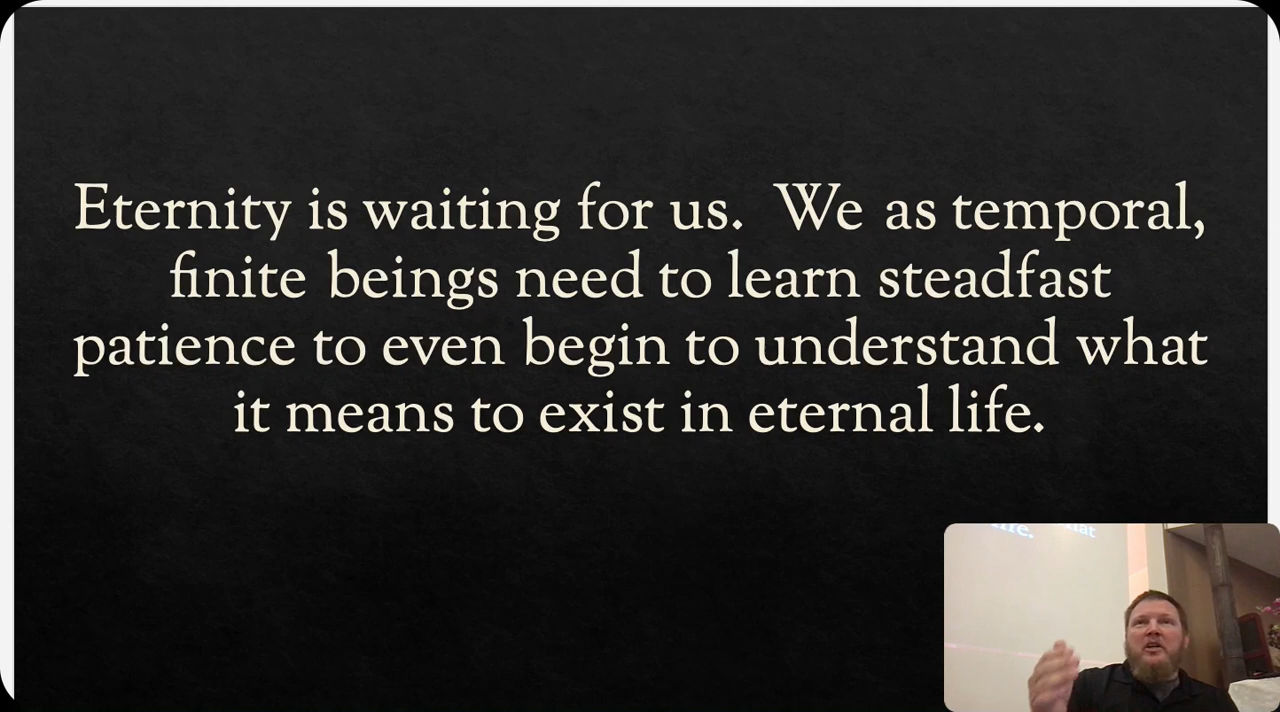 Eternity is waiting for us.  We as temporal,
finite beings need to learn steadfast
patience to even begin to understand what
it means to exist in eternal life.
life.